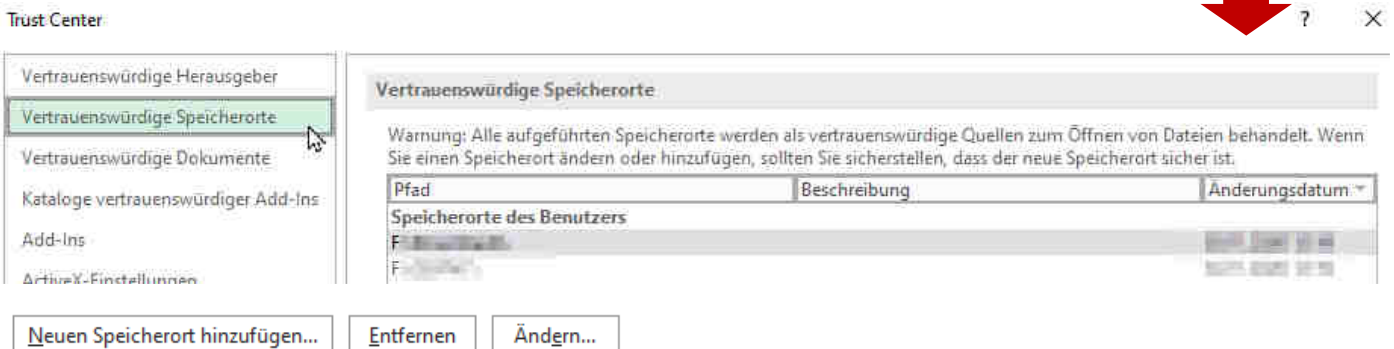 Trust Center
?
Vertrauenswürdige Herausgeber
Vertrauenswürdige Speicherorte
Vertrauenswürdige Dokumente
Kataloge vertrauenswürdiger Add-Ins
Add-Ins
ActiveX-Einstellungen
Vertrauenswürdige Speicherorte
Warnung: Alle aufgeführten Speicherorte werden als vertrauenswürdige Quellen zum Öffnen von Dateien behandelt. Wenn
Sie einen Speicherort ändern oder hinzufügen, sollten Sie sicherstellen, dass der neue Speicherort sicher ist.
Pfad Beschreibung Änderungsdatum
Speicherorte des Benutzers
F
F
Neuen Speicherort hinzufügen... Entfernen Ändern...